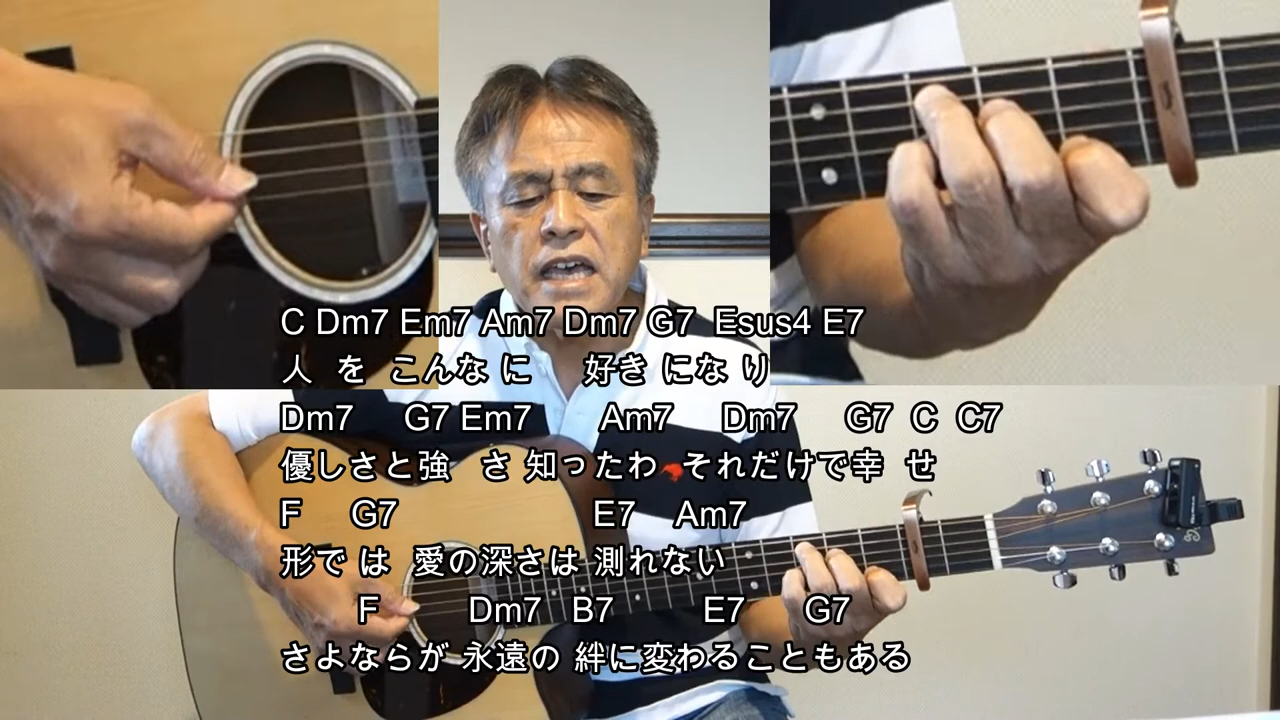 C Dm7 Em7 Am7 Dm7 G7 Esus4 E7
人 を こんな に 好き にな り
Dm7 G7 Em7 Am7 Dm7 G7 C C7
優しさと強 さ 知ったわ それだけで幸 せ
F G7 E7 Am7
形で は 愛の深さは 測れない
F Dm7 B7 E7 G7
さよならが 永遠の 絆に変わることもある